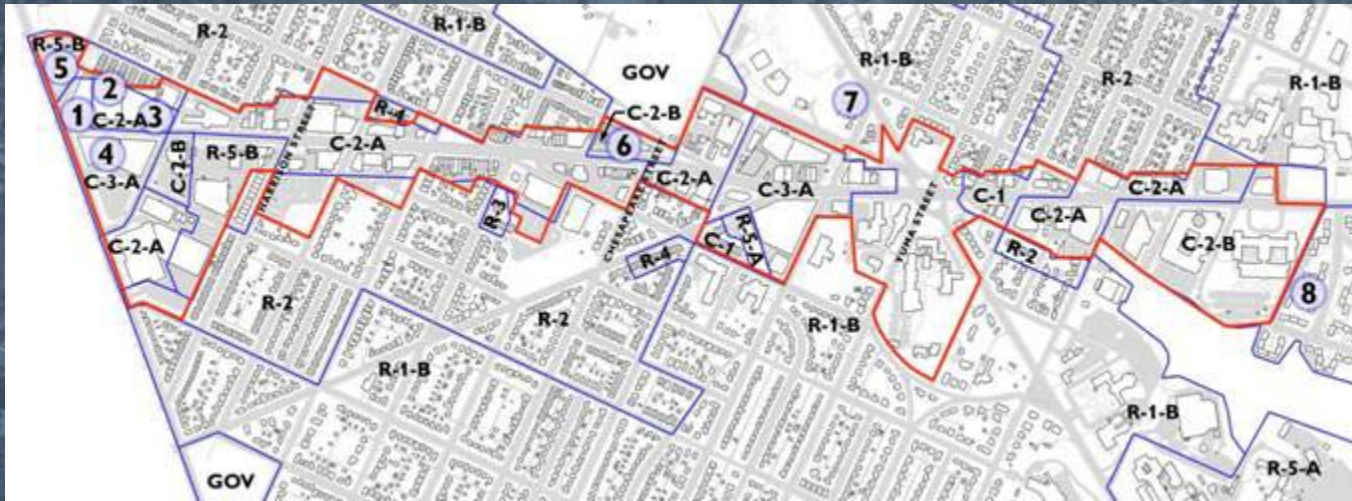 R-5-B
R-2
R-1-B
GOV
R-1-B
R-2
R-1-B
5
2
1
C-2-A
3
R-4
C-2-B
6
7
4
C-3-A
C-2-B
R-5-B
HARRISON STREET
C-2-A
R-3
CHESAPEAKE STREET
C-2-A
C-3-A
R-5-A
C-1
R-4
YUMA STREET
C-1
C-2-A
C-2-A
R-2
C-2-B
8
C-2-A
R-2
R-1-B
R-2
R-1-B
R-1-B
R-5-A
GOV